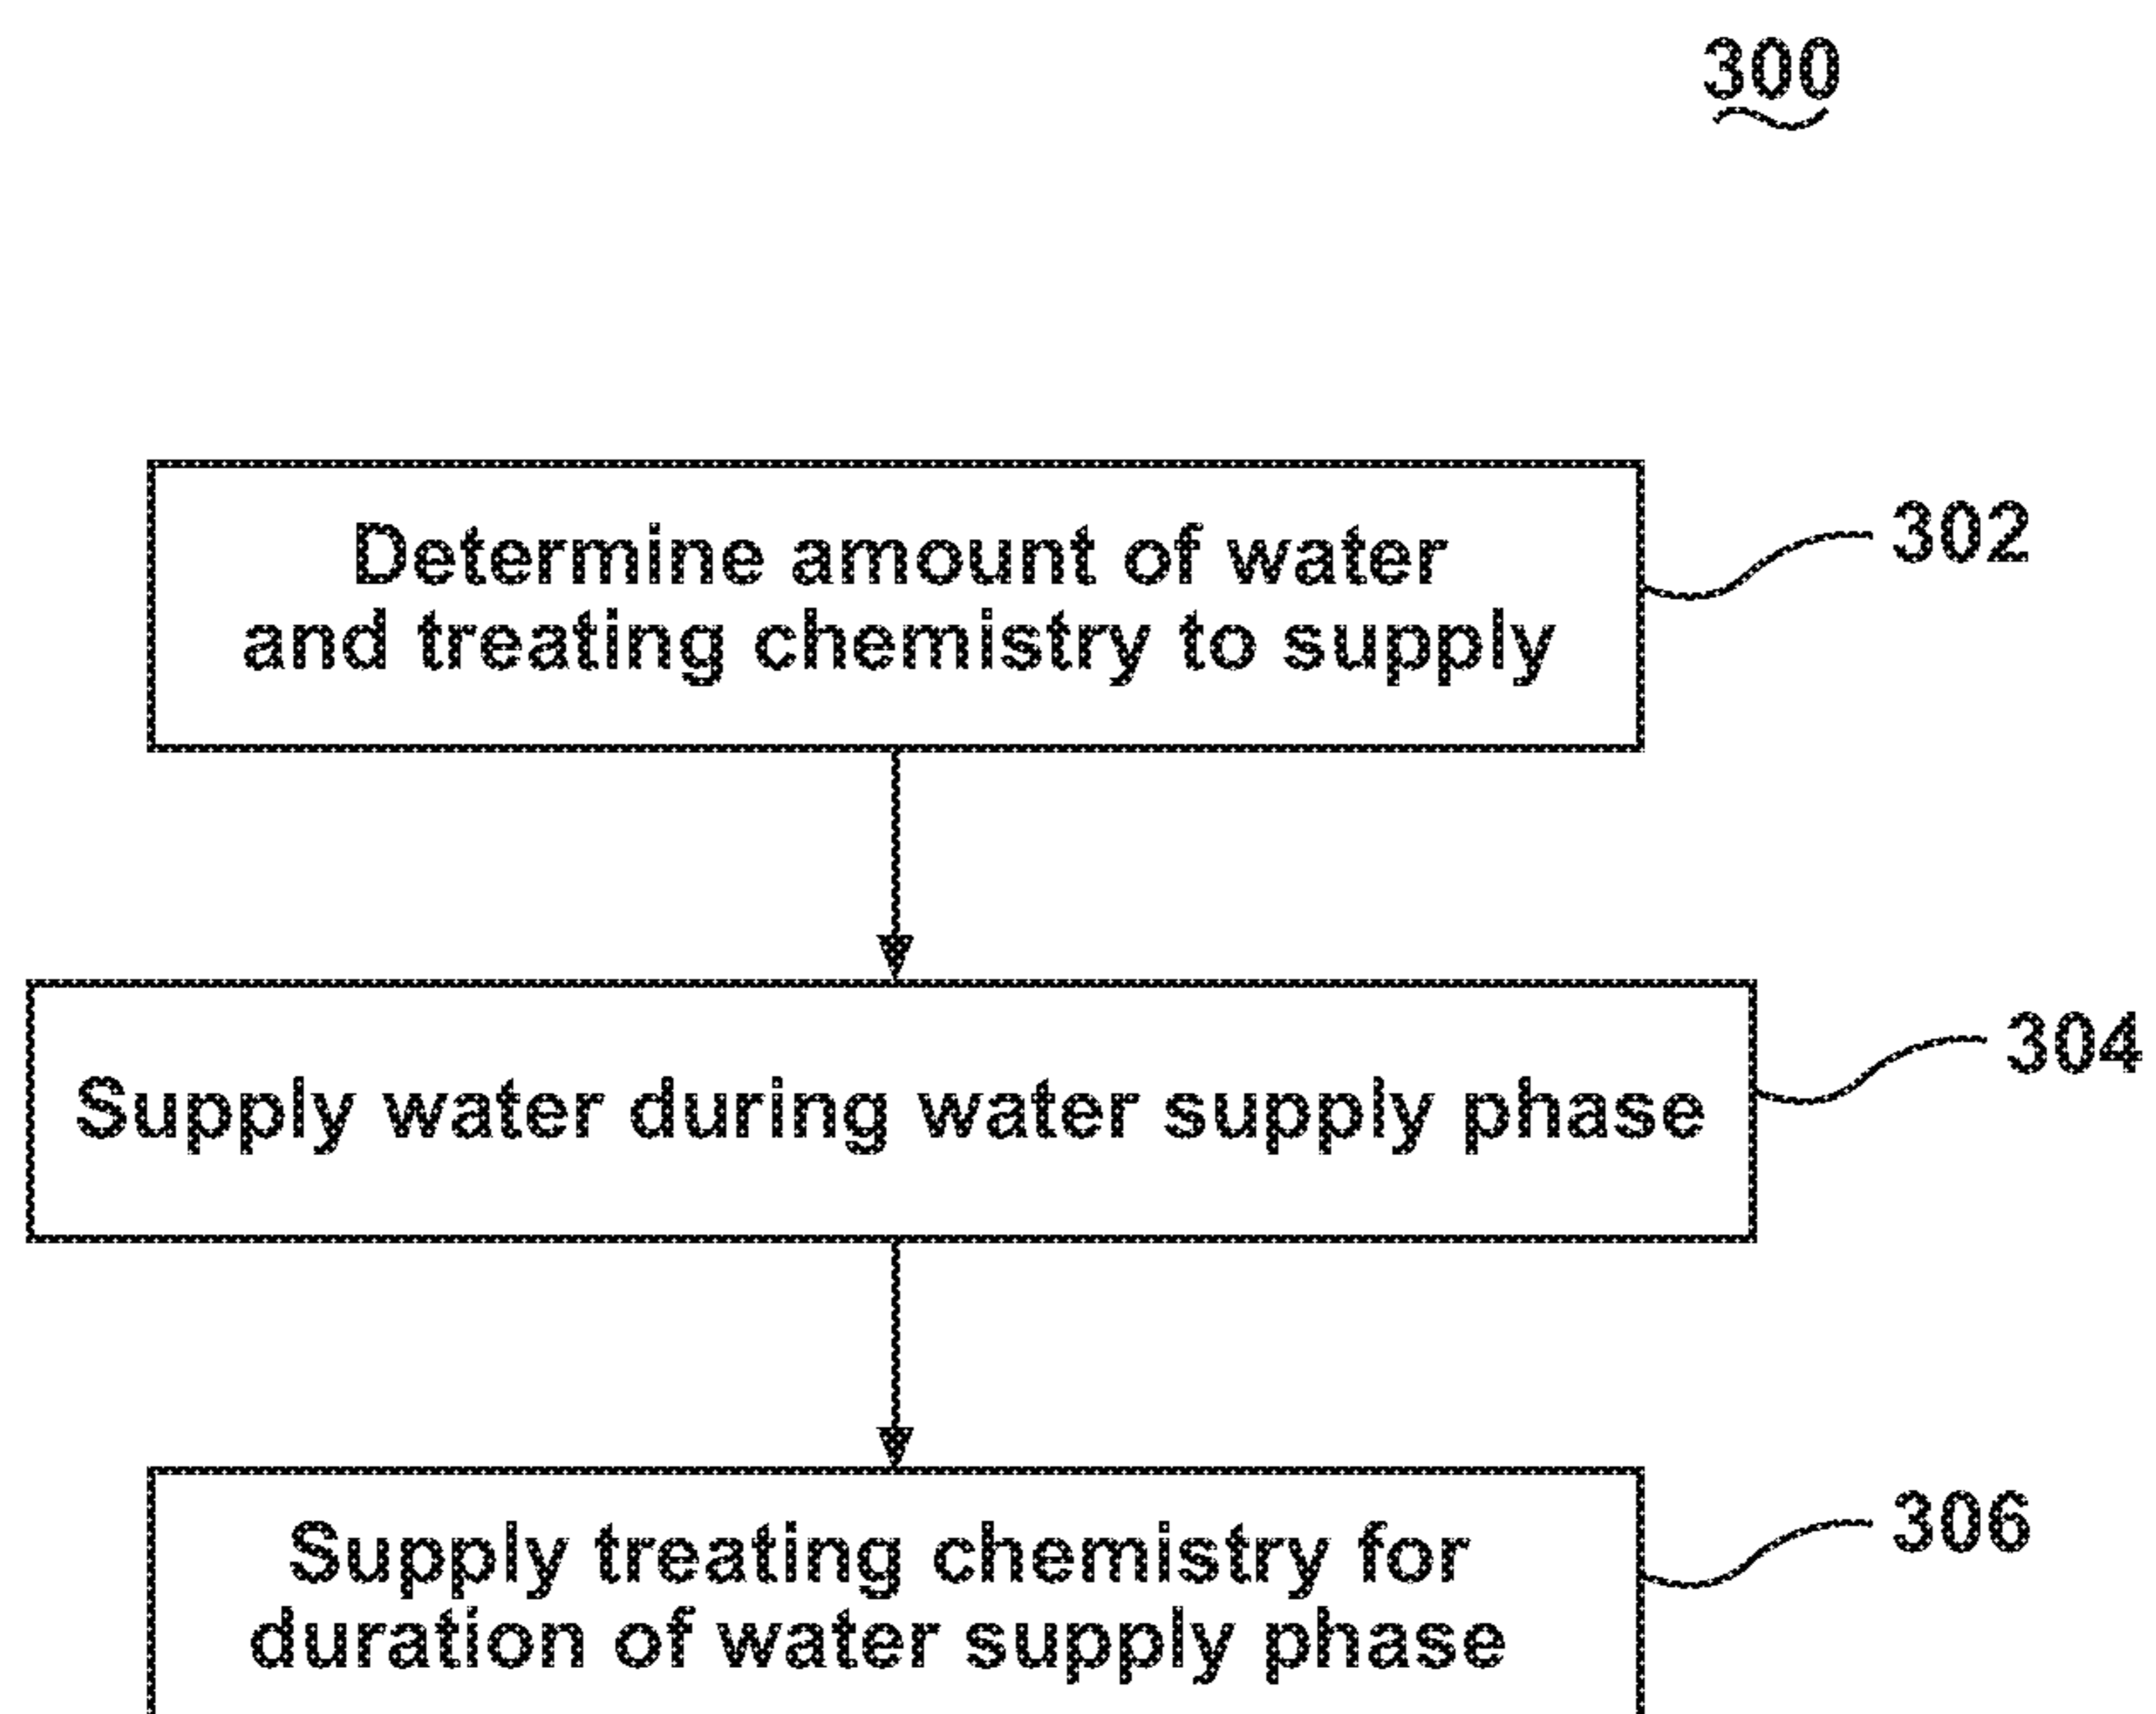 300
Determine amount of water
and treating chemistry to supply
302
Supply water during water supply phase
304
Supply treating chemistry for
duration of water supply phase
306